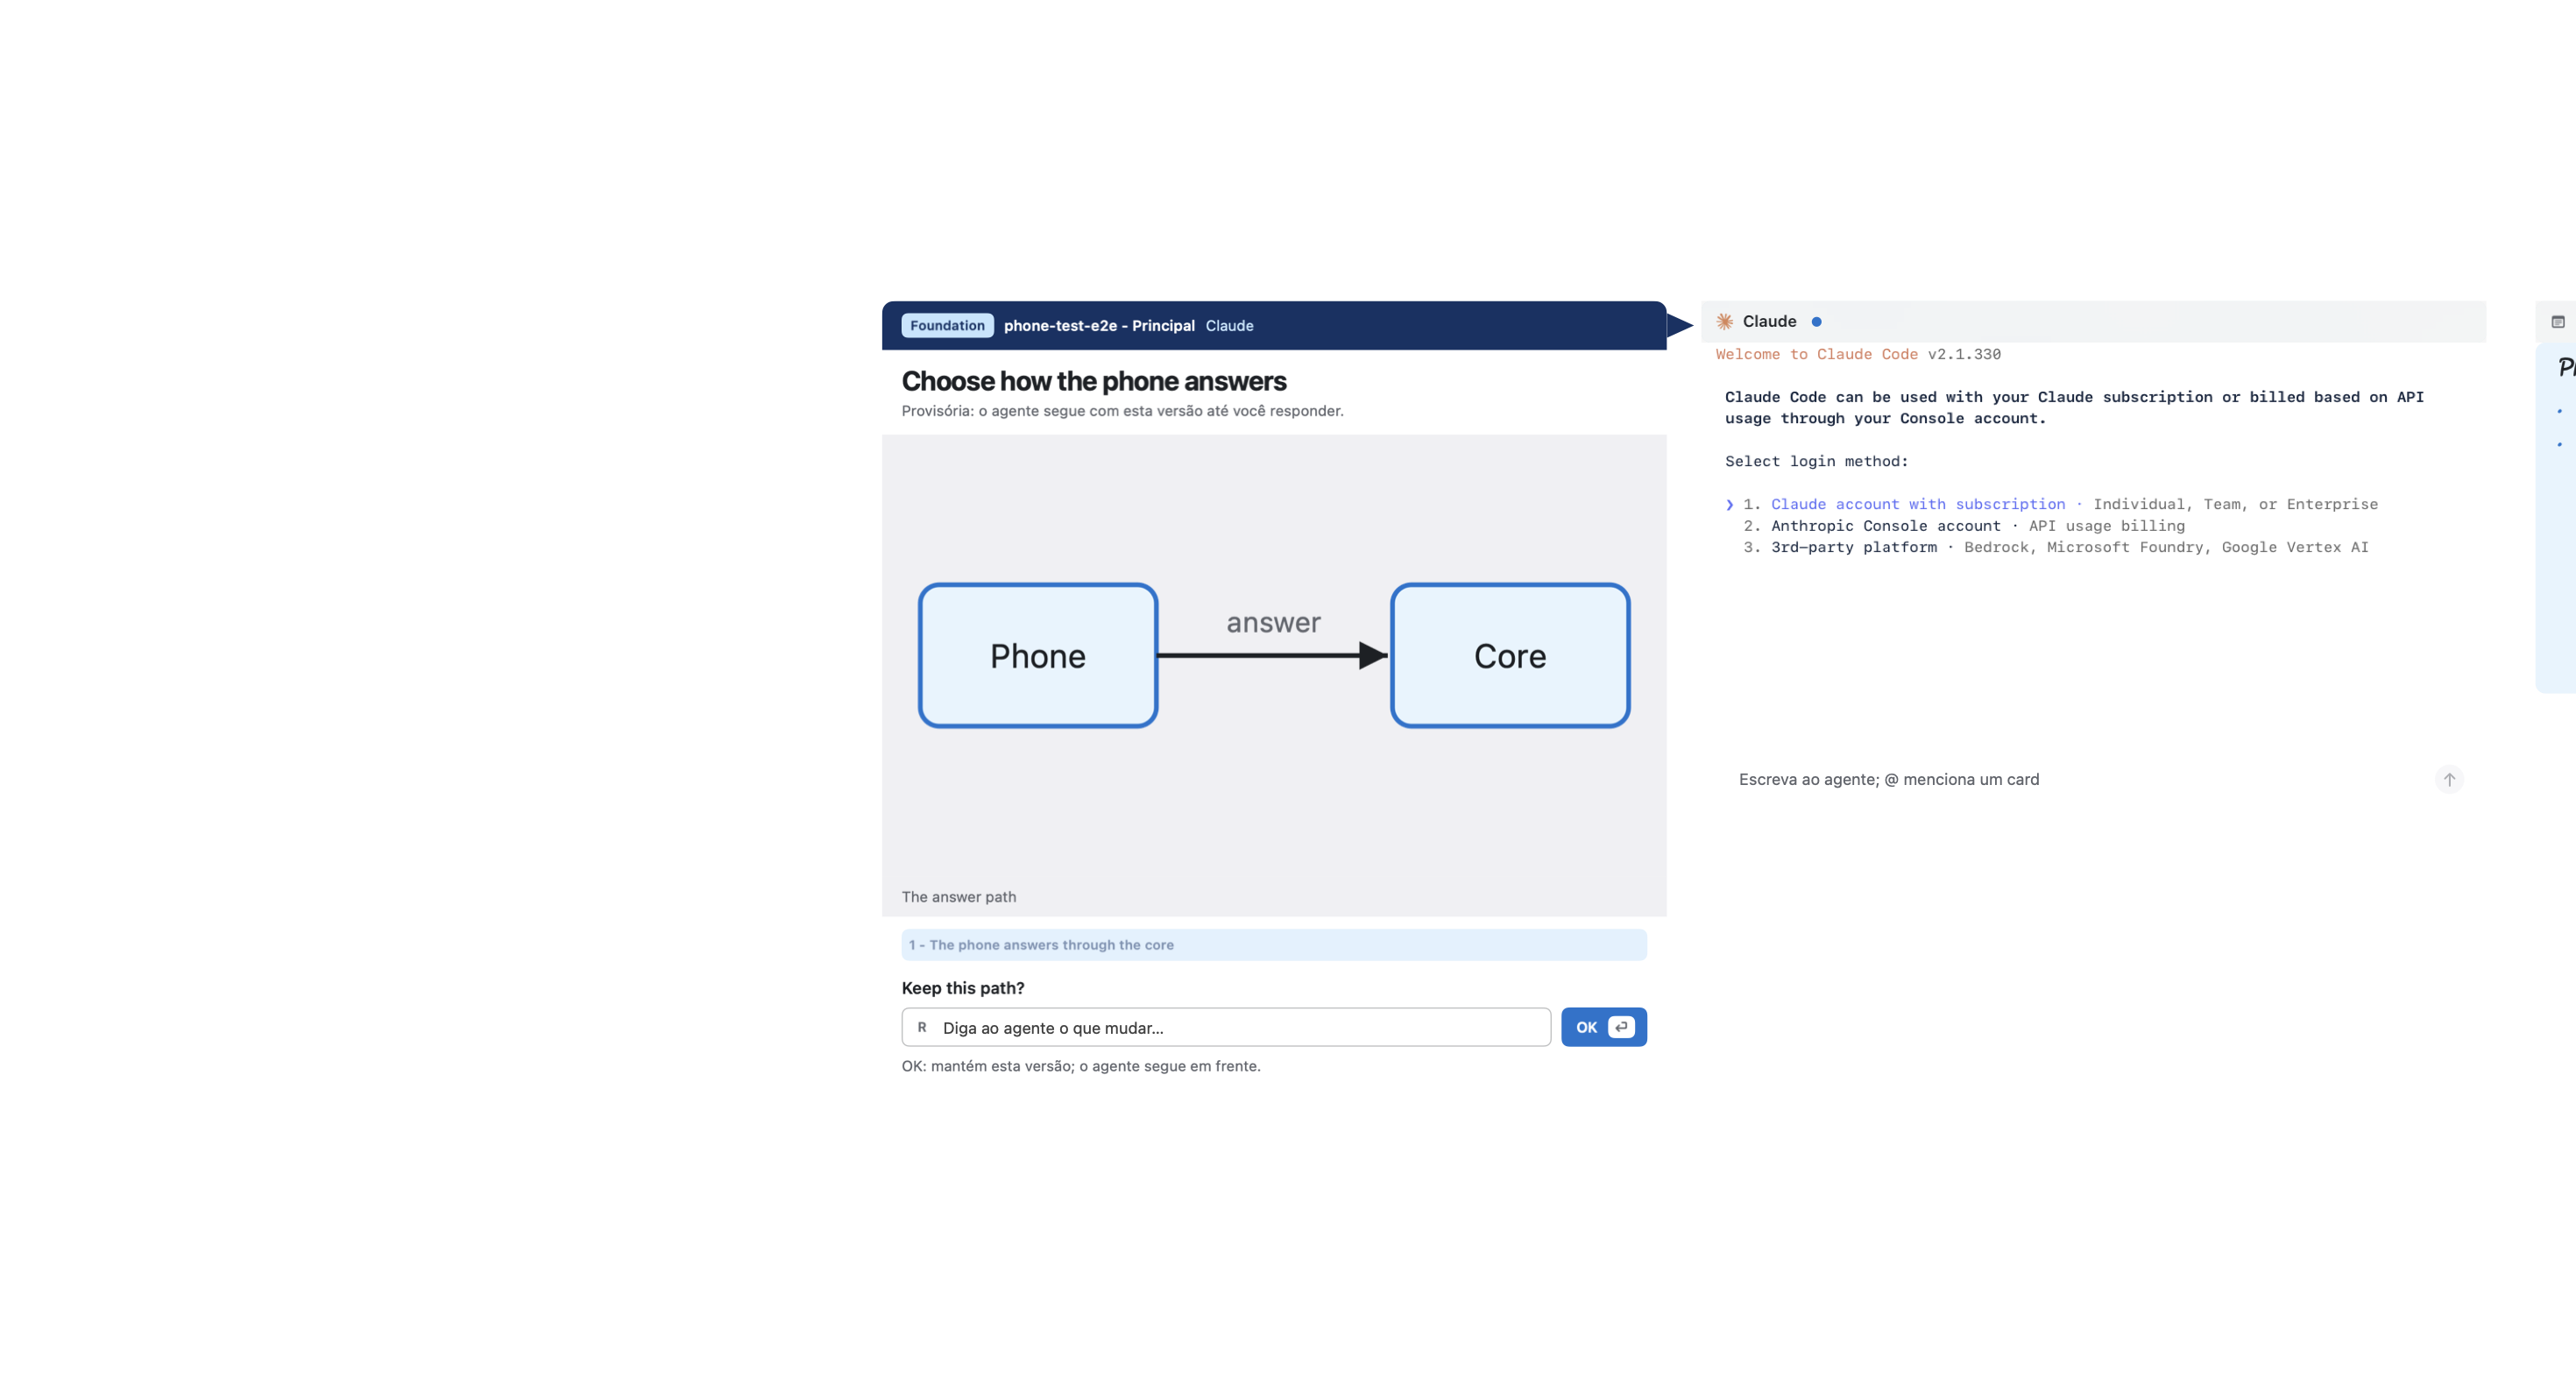 Foundation phone-test-e2e - Principal Claude
Choose how the phone answers
Provisória: o agente segue com esta versão até você responder.
answer
Phone
Core
The answer path
1 - The phone answers through the core
Keep this path?
R Diga ao agente o que mudar...
OK
OK: mantém esta versão; o agente segue em frente.
Claude
Welcome to Claude Code v2.1.330
Claude Code can be used with your Claude subscription or billed based on API
usage through your Console account.
Select login method:
❯ 1. Claude account with subscription · Individual, Team, or Enterprise
2. Anthropic Console account · API usage billing
3. 3rd-party platform · Bedrock, Microsoft Foundry, Google Vertex AI
Escreva ao agente; @ menciona um card